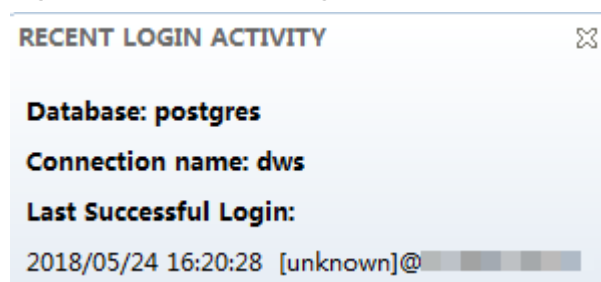 RECENT LOGIN ACTIVITY
Database: postgres
Connection name: dws
Last Successful Login:
2018/05/24 16:20:28 [unknown]@